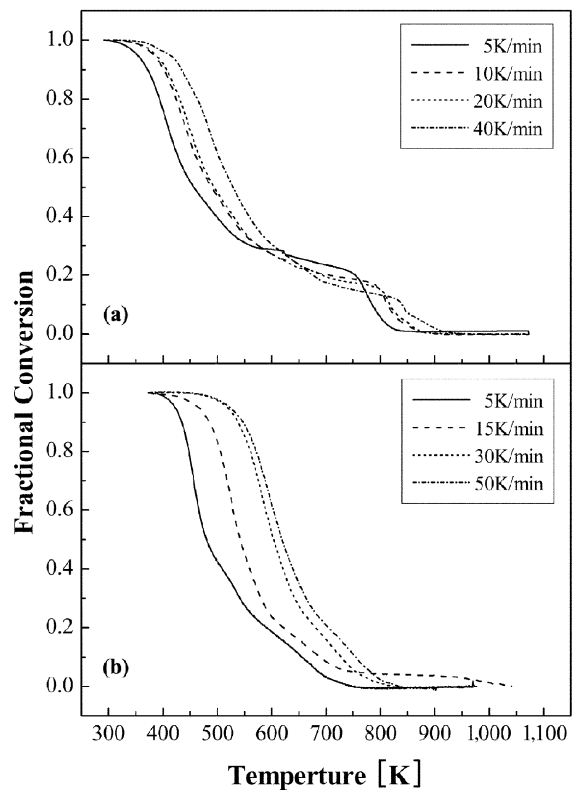 1.0
0.8
0.6
0.4
0.2
0.0
5K/min
10K/min
20K/min
40K/min
(a)
Fractional Conversion
1.0
0.8
0.6
0.4
0.2
0.0
5K/min
15K/min
30K/min
50K/min
(b)
300 400 500 600 700 800 900 1,000 1,100
Temperture [K]